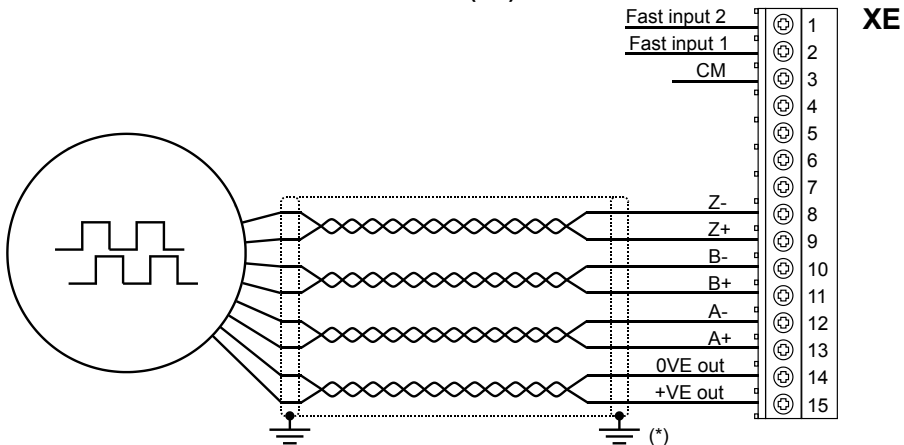 Fast input 2
1
XE
Fast input 1
2
CM
3
4
5
6
7
Z-
8
Z+
9
B-
10
B+
11
A-
12
A+
13
0VE out
14
+VE out
15
(*)